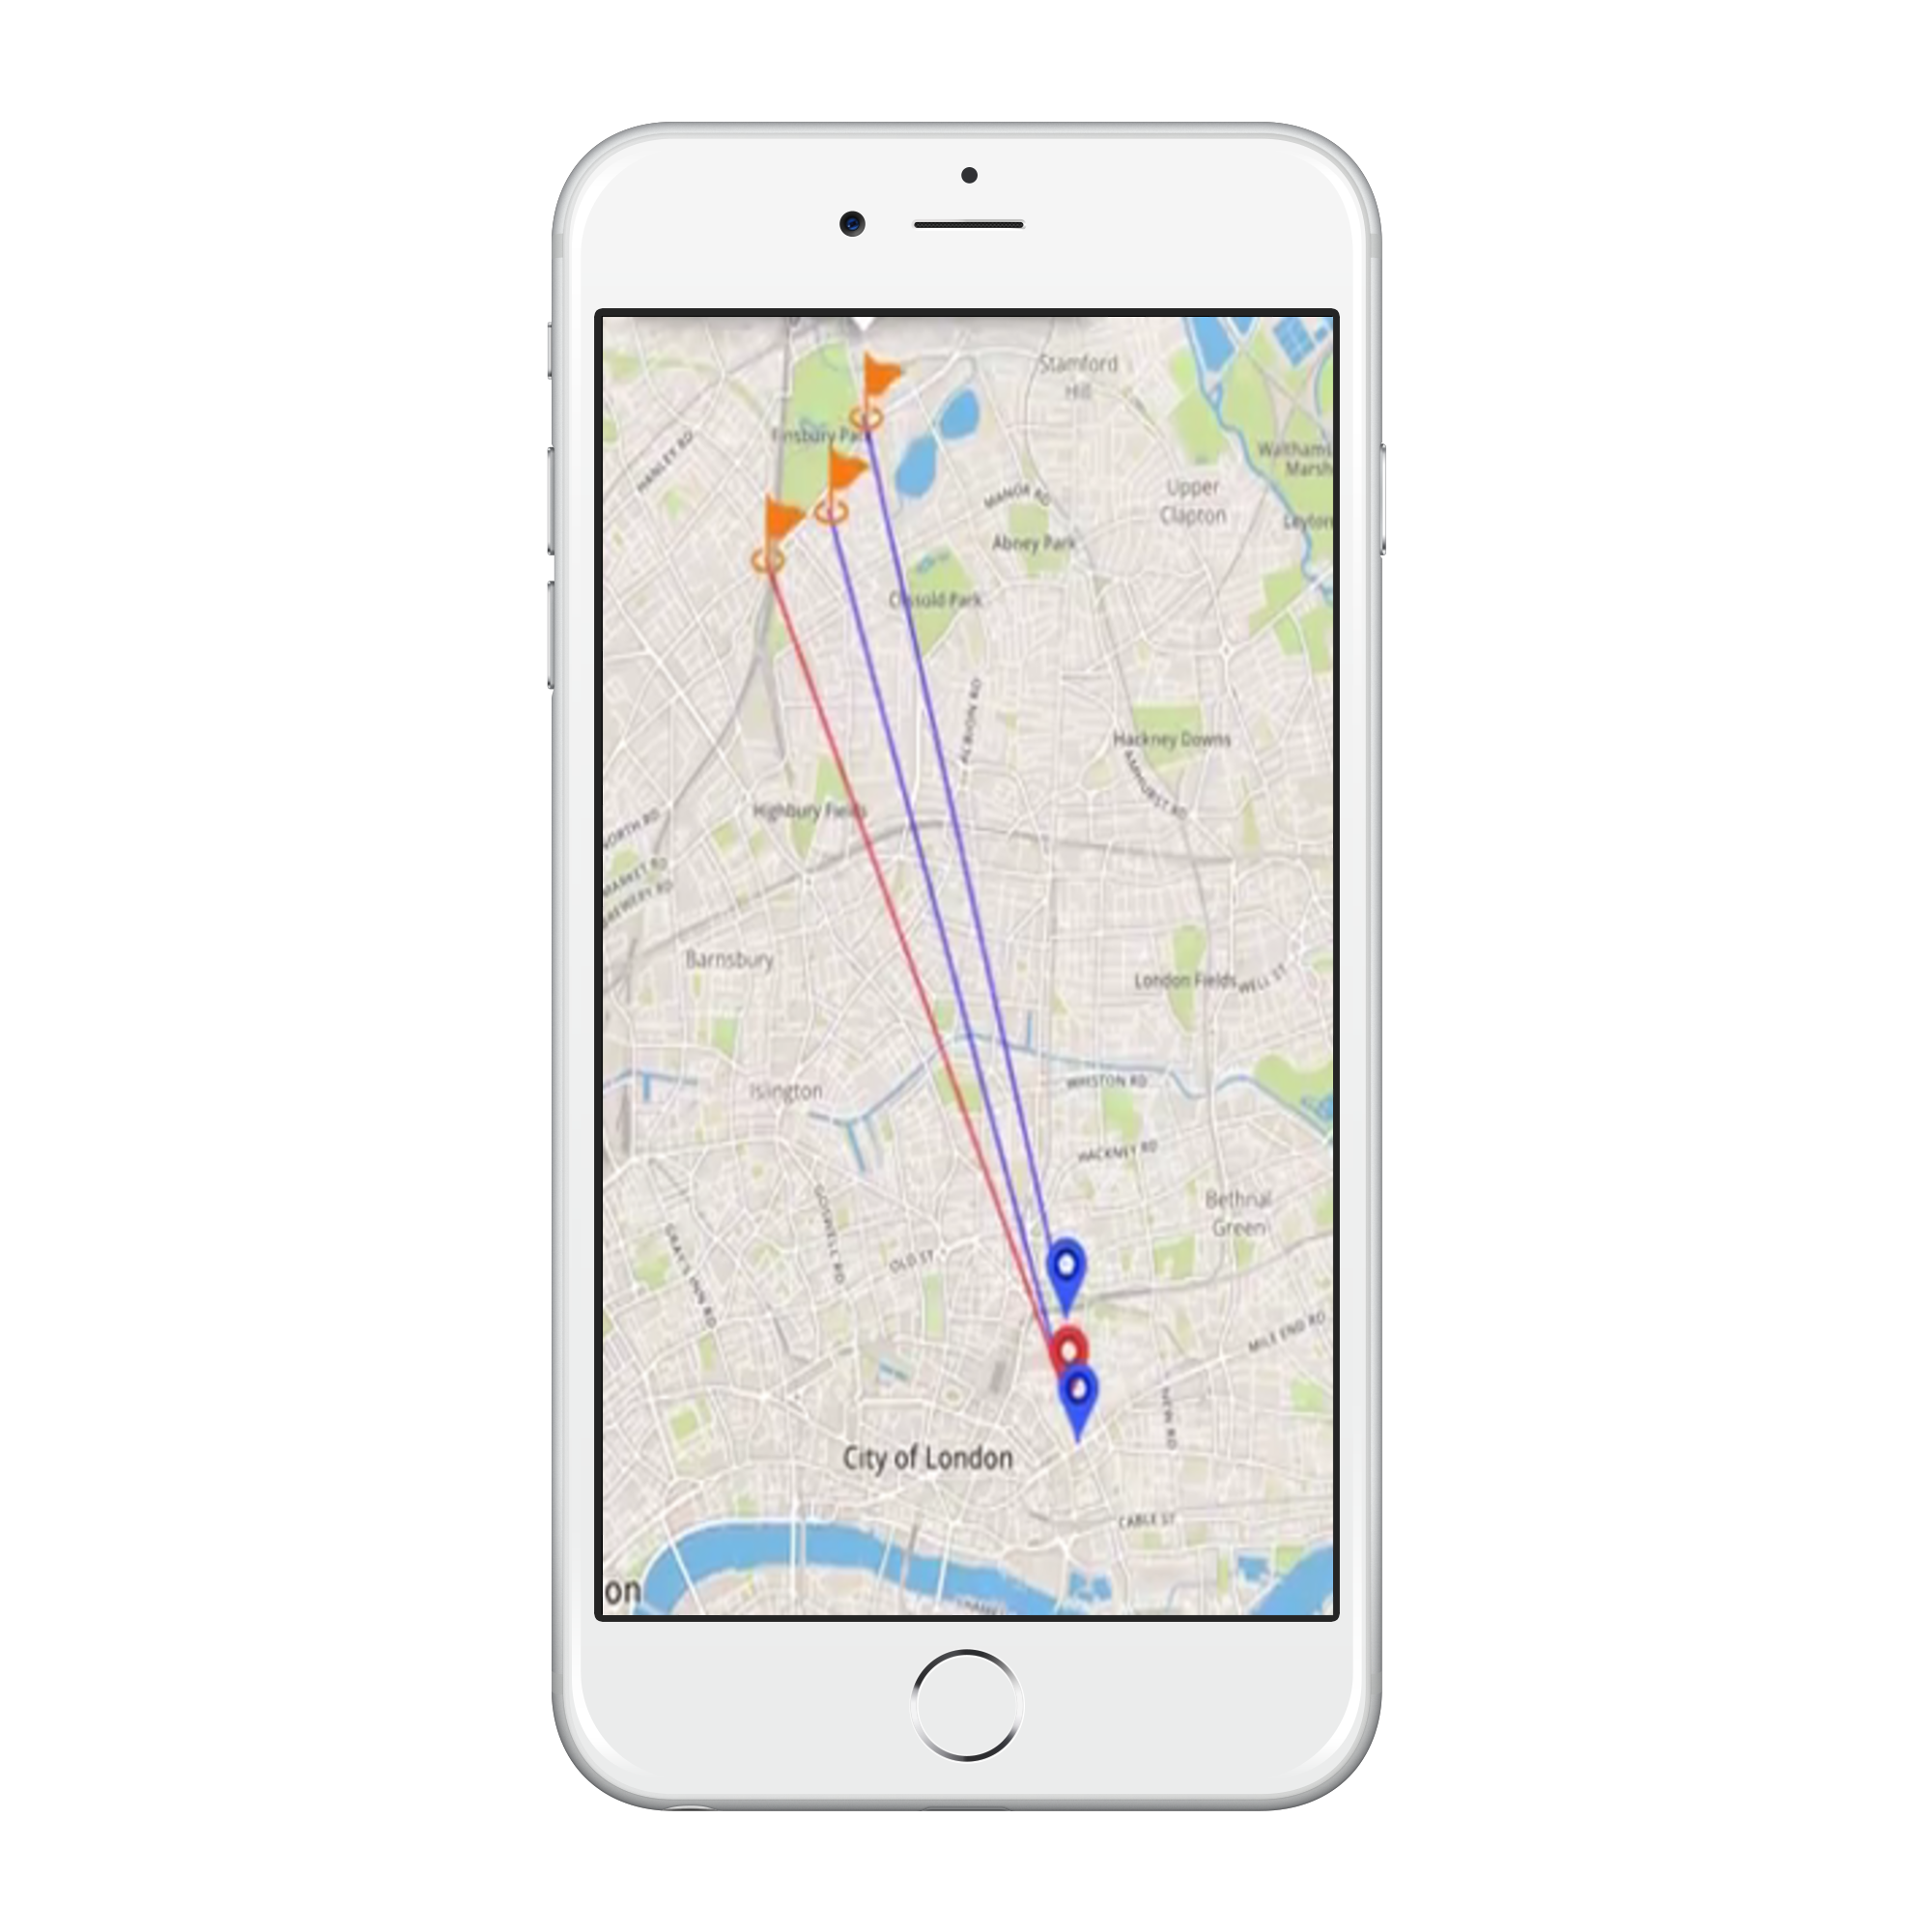 Stamford
Hill
Finsbury Park
HANLEY RD
Waltham
Marsh
MANOR RD
Upper
Clapton
Leyton
Abney Park
Clissold Park
ALBION RD
Hackney Downs
AMHURST RD
Highbury Fields
NORTH RD
MARKET RD
BREWERY RD
Barnsbury
London Fields
WELL ST
Islington
WHISTON RD
HACKNEY RD
GOSWELL RD
Bethnal
Green
GRAY'S INN RD
OLD ST
MILE END RD
NEW RD
City of London
CABLE ST
on